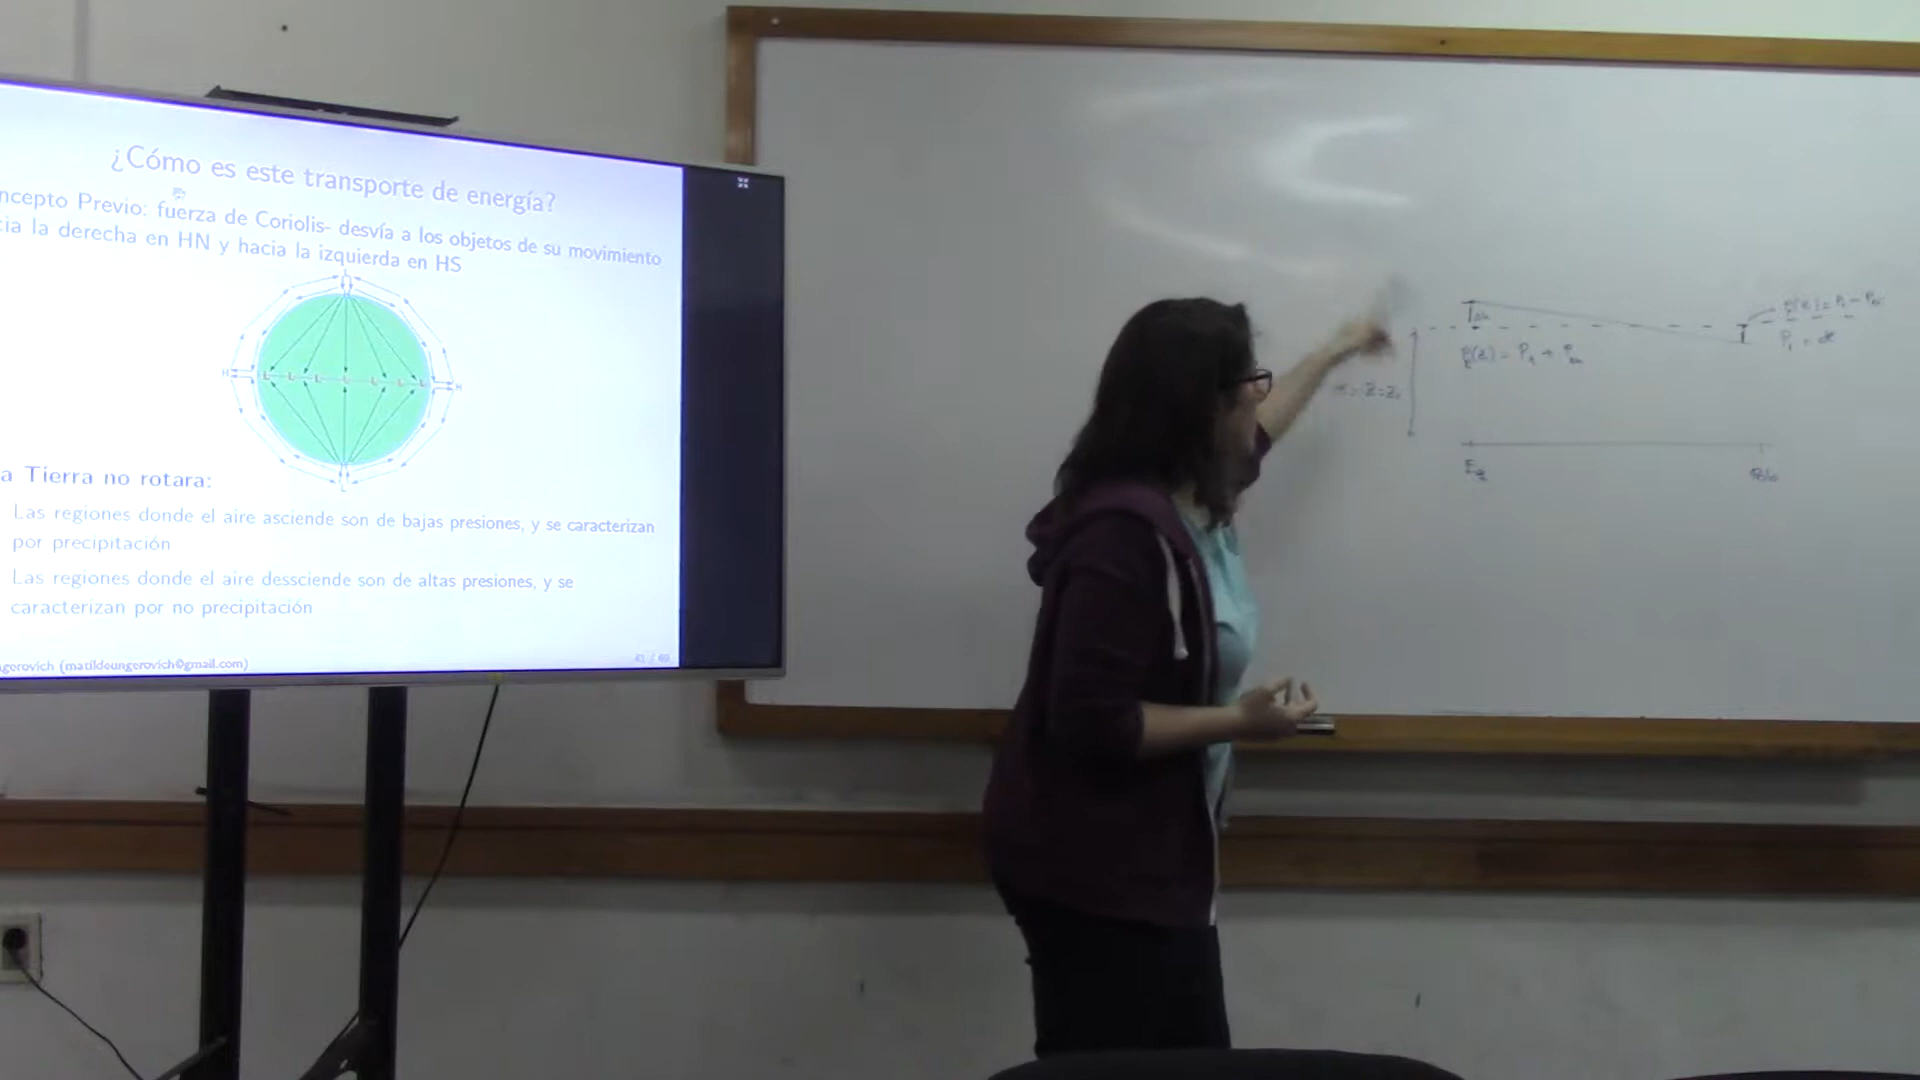 ¿Cómo es este transporte de energía?
ncepto Previo: fuerza de Coriolis- desvía a los objetos de su movimiento
cia la derecha en HN y hacia la izquierda en HS
L
H L L L L L L L H
L
a Tierra no rotara:
Las regiones donde el aire asciende son de bajas presiones, y se caracterizan
por precipitación
Las regiones donde el aire dessciende son de altas presiones, y se
caracterizan por no precipitación
gerovich (matildeungerovich@gmail.com)
Eq
Polo